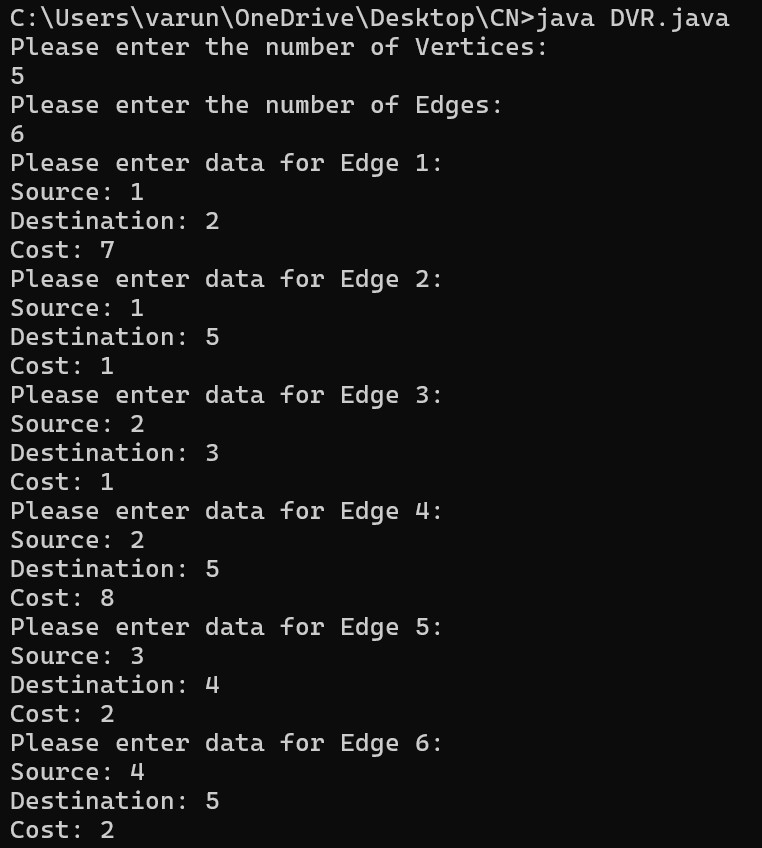 C:\Users\varun\OneDrive\Desktop\CN>java DVR.java
Please enter the number of Vertices:
5
Please enter the number of Edges:
6
Please enter data for Edge 1:
Source: 1
Destination: 2
Cost: 7
Please enter data for Edge 2:
Source: 1
Destination: 5
Cost: 1
Please enter data for Edge 3:
Source: 2
Destination: 3
Cost: 1
Please enter data for Edge 4:
Source: 2
Destination: 5
Cost: 8
Please enter data for Edge 5:
Source: 3
Destination: 4
Cost: 2
Please enter data for Edge 6:
Source: 4
Destination: 5
Cost: 2